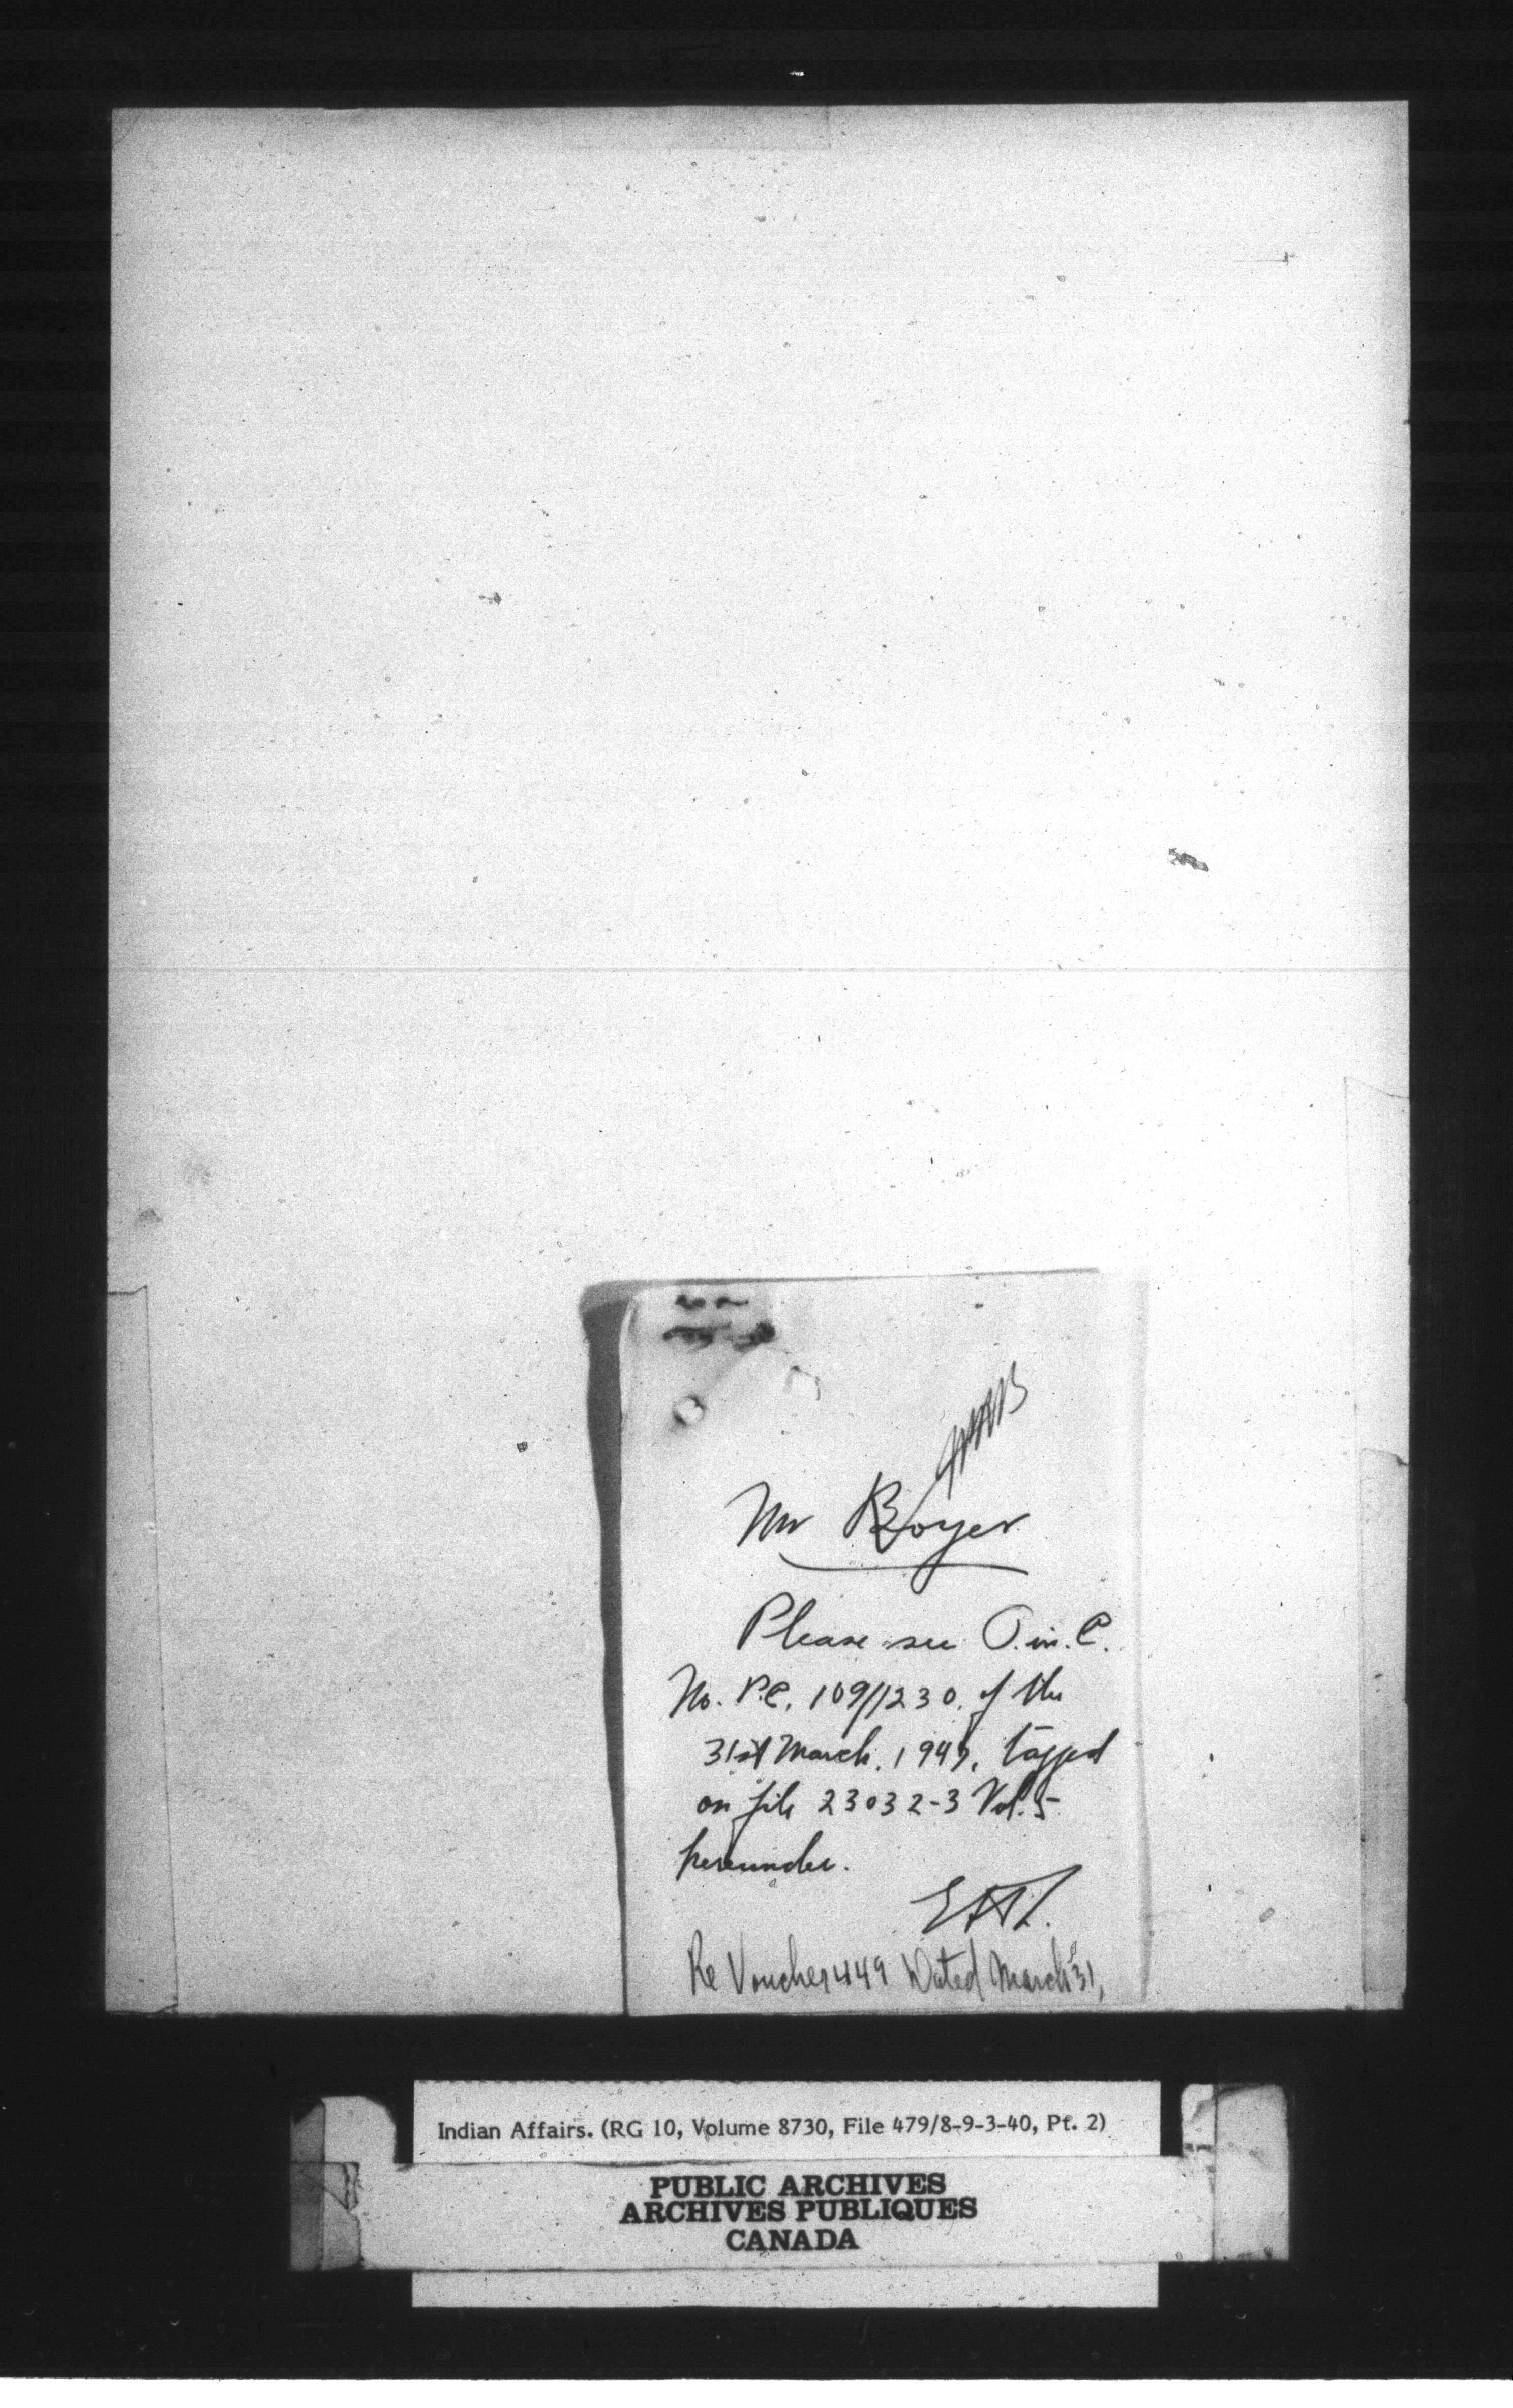 Mr Boyer
Please see O. in. C.
No. P.C. 109/1230. of the
31st March, 1947, tagged
on file 23032-3 Vol. 5
hereunder.
Re Voucher 449 Dated March 31,
Indian Affairs. (RG 10, Volume 8730, File 479/8-9-3-40, Pt. 2)
PUBLIC ARCHIVES
ARCHIVES PUBLIQUES
CANADA